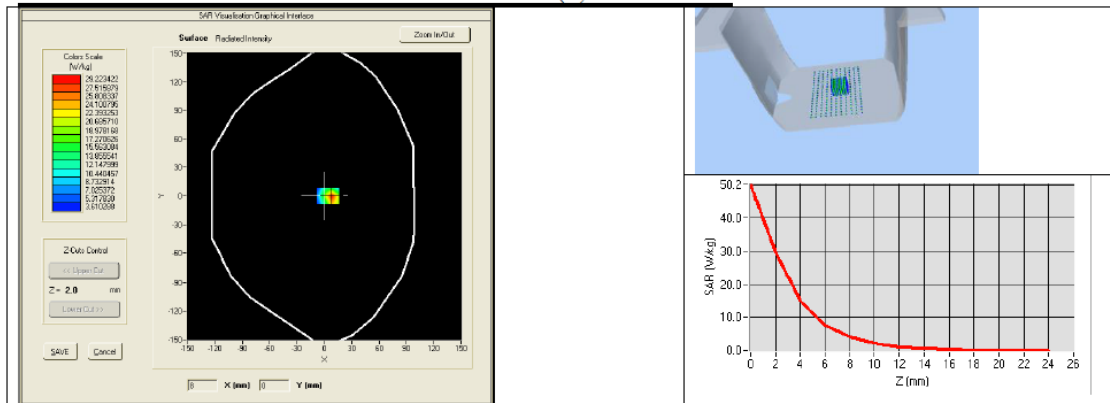 SAR Visualisation Graphical Interface
Surface Radiated Intensity
Zoom In/Out
Colors Scale
(W/kg)
29.223422
27.515879
25.808337
24.100795
22.393253
20.685710
18.978168
17.270626
15.563084
13.855541
12.147999
10.440457
8.732914
7.025372
5.317830
3.610288
150-
120-
90-
60-
30-
0-
-30-
-60-
-90-
-120-
-150-
Y
-150 -120 -90 -60 -30 0 30 60 90 120 150
X
Z-Cuts Control
<< Upper Cut
Z = 2.0 mm
Lower Cut >>
SAVE Cancel
0 X (mm) 0 Y (mm)
50.2
40.0
30.0
20.0
10.0
0.0
SAR (W/kg)
0 2 4 6 8 10 12 14 16 18 20 22 24 26
Z (mm)